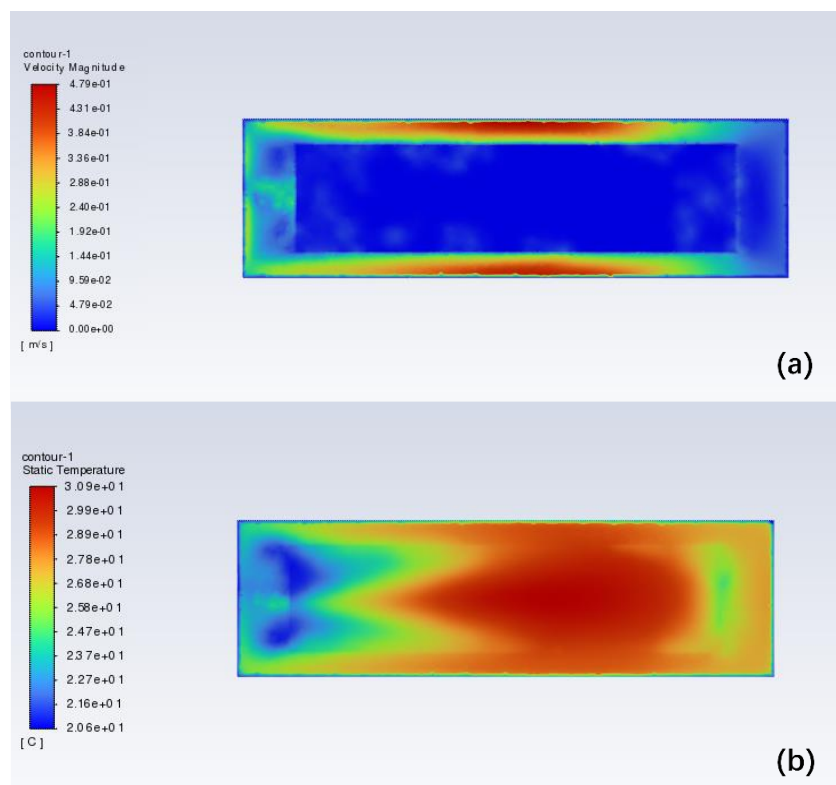 contour-1
Velocity Magnitude
4.79e-01
4.31e-01
3.84e-01
3.36e-01
2.88e-01
2.40e-01
1.92e-01
1.44e-01
9.59e-02
4.79e-02
0.00e+00
[ m/s ]
(a)
contour-1
Static Temperature
3.09e+01
2.99e+01
2.89e+01
2.78e+01
2.68e+01
2.58e+01
2.47e+01
2.37e+01
2.27e+01
2.16e+01
2.06e+01
[ C ]
(b)